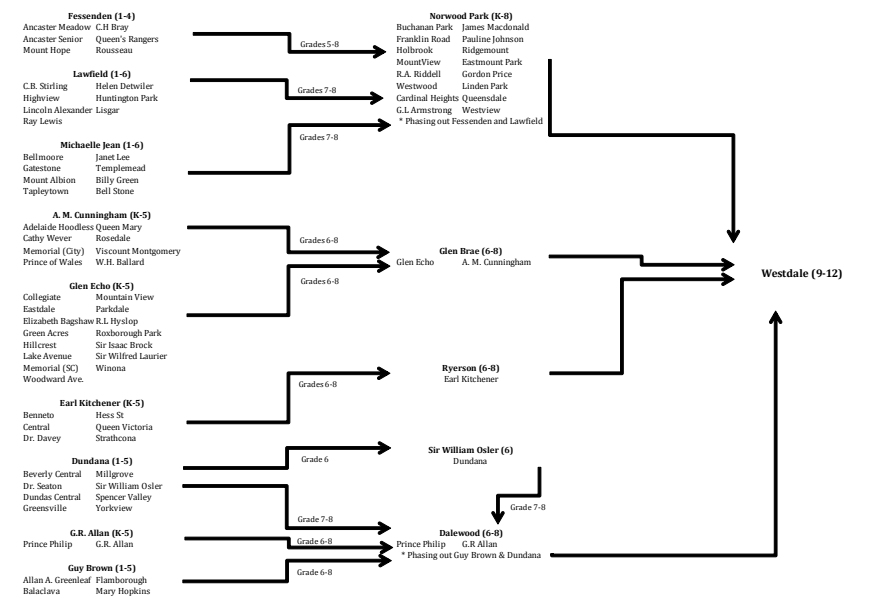 Fessenden (1-4)
Ancaster Meadow C.H Bray
Ancaster Senior Queen's Rangers
Mount Hope Rousseau
Grades 5-8
Lawfield (1-6)
C.B. Stirling Helen Detwiler
Highview Huntington Park
Lincoln Alexander Lisgar
Ray Lewis
Grades 7-8
Michaelle Jean (1-6)
Bellmoore Janet Lee
Gatestone Templemead
Mount Albion Billy Green
Tapleytown Bell Stone
Grades 7-8
A. M. Cunningham (K-5)
Adelaide Hoodless Queen Mary
Cathy Wever Rosedale
Memorial (City) Viscount Montgomery
Prince of Wales W.H. Ballard
Grades 6-8
Glen Echo (K-5)
Collegiate Mountain View
Eastdale Parkdale
Elizabeth Bagshaw R.L Hyslop
Green Acres Roxborough Park
Hillcrest Sir Isaac Brock
Lake Avenue Sir Wilfred Laurier
Memorial (SC) Winona
Woodward Ave.
Grades 6-8
Earl Kitchener (K-5)
Benneto Hess St
Central Queen Victoria
Dr. Davey Strathcona
Grades 6-8
Dundana (1-5)
Beverly Central Millgrove
Dr. Seaton Sir William Osler
Dundas Central Spencer Valley
Greensville Yorkview
Grade 6
Grade 7-8
G.R. Allan (K-5)
Prince Philip G.R. Allan
Grade 6-8
Guy Brown (1-5)
Allan A. Greenleaf Flamborough
Balaclava Mary Hopkins
Grade 6-8
Norwood Park (K-8)
Buchanan Park James Macdonald
Franklin Road Pauline Johnson
Holbrook Ridgemount
MountView Eastmount Park
R.A. Riddell Gordon Price
Westwood Linden Park
Cardinal Heights Queensdale
G.L Armstrong Westview
* Phasing out Fessenden and Lawfield
Glen Brae (6-8)
Glen Echo A. M. Cunningham
Ryerson (6-8)
Earl Kitchener
Sir William Osler (6)
Dundana
Grade 7-8
Dalewood (6-8)
Prince Philip G.R Allan
* Phasing out Guy Brown & Dundana
Westdale (9-12)